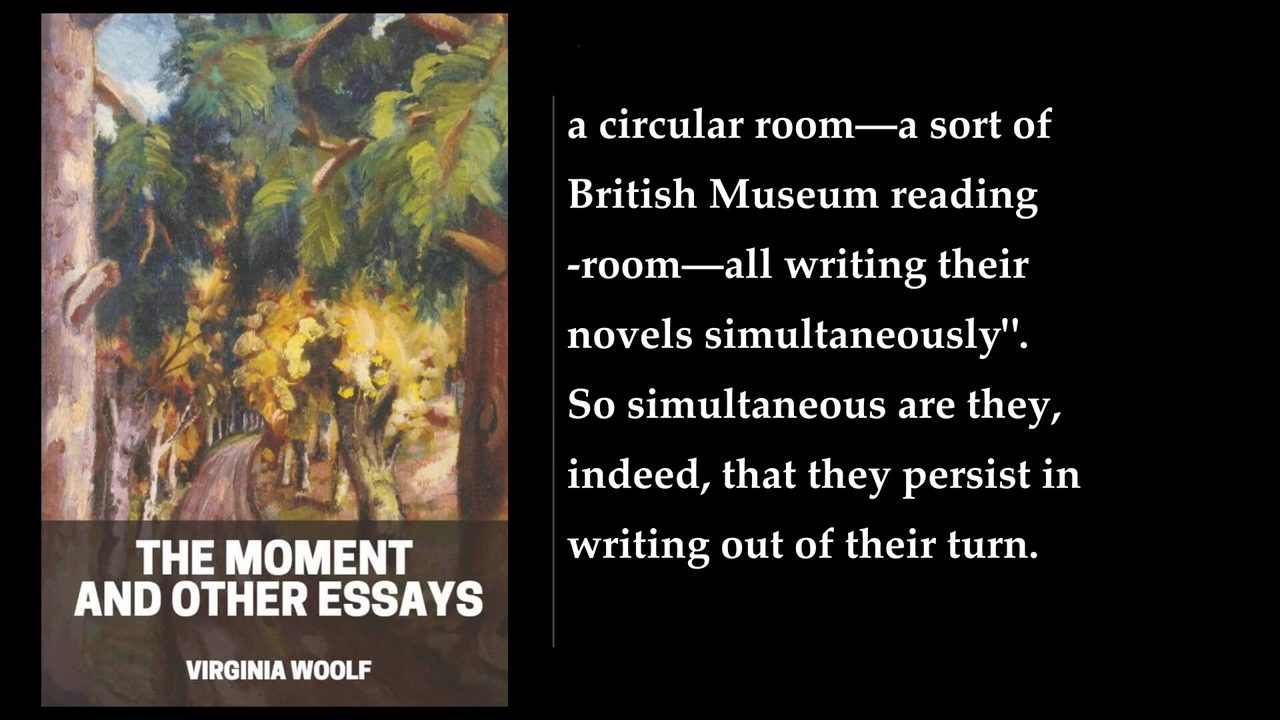 THE MOMENT
AND OTHER ESSAYS
VIRGINIA WOOLF
a circular room—a sort of
British Museum reading
-room—all writing their
novels simultaneously".
So simultaneous are they,
indeed, that they persist in
writing out of their turn.